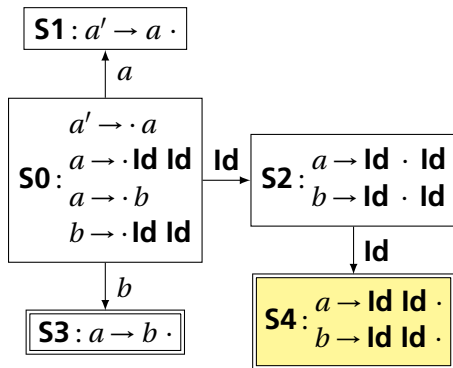 S1 : a′ → a ·
a
S0 :
a′ → · a
a → · Id Id
a → · b
b → · Id Id
Id
S2 :
a → Id · Id
b → Id · Id
b
Id
S3 : a → b ·
S4 :
a → Id Id ·
b → Id Id ·